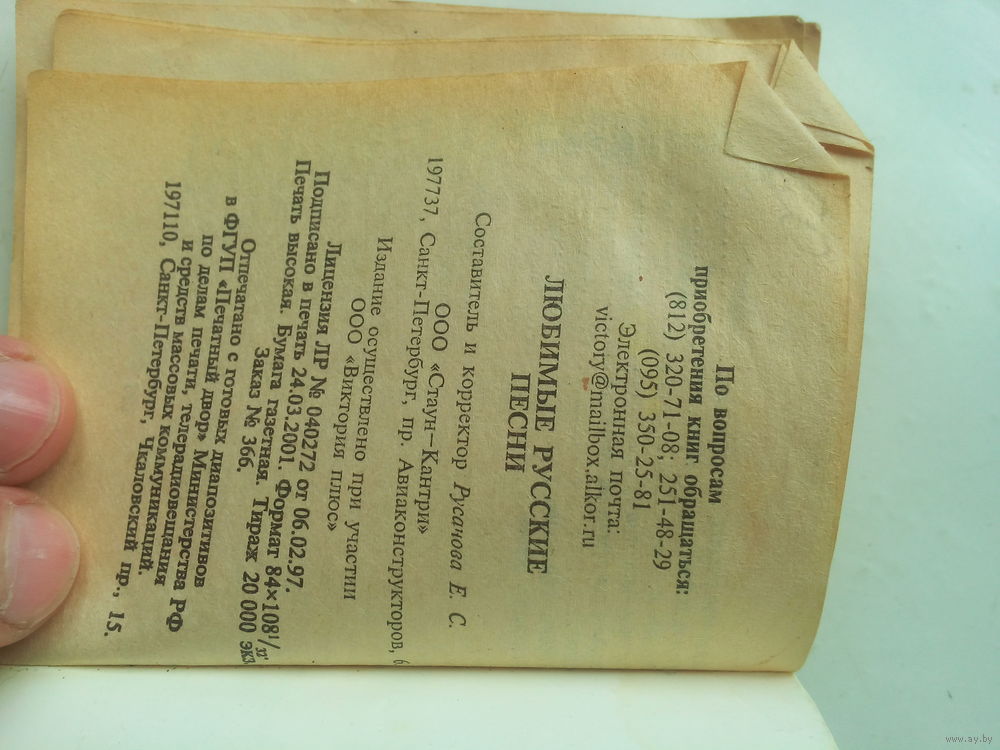 По вопросам
приобретения книг обращаться:
(812) 320-71-08; 251-48-29
(095) 350-25-81
Электронная почта:
victory@mailbox.alkor.ru
ЛЮБИМЫЕ РУССКИЕ
ПЕСНИ
Составитель и корректор Русанова Е. С.
ООО «Стаун—Кантри»
197737, Санкт-Петербург, пр. Авиаконструкторов,
Издание осуществлено при участии
ООО «Виктория плюс»
Лицензия ЛР № 040272 от 06.02.97.
Подписано в печать 24.03.2001. Формат 84×108¹/₃₂.
Печать высокая. Бумага газетная. Тираж 20 000 экз
Заказ № 366.
Отпечатано с готовых диапозитивов
в ФГУП «Печатный двор» Министерства РФ
по делам печати, телерадиовещания
и средств массовых коммуникаций.
197110, Санкт-Петербург, Чкаловский пр., 15.
www.ay.by